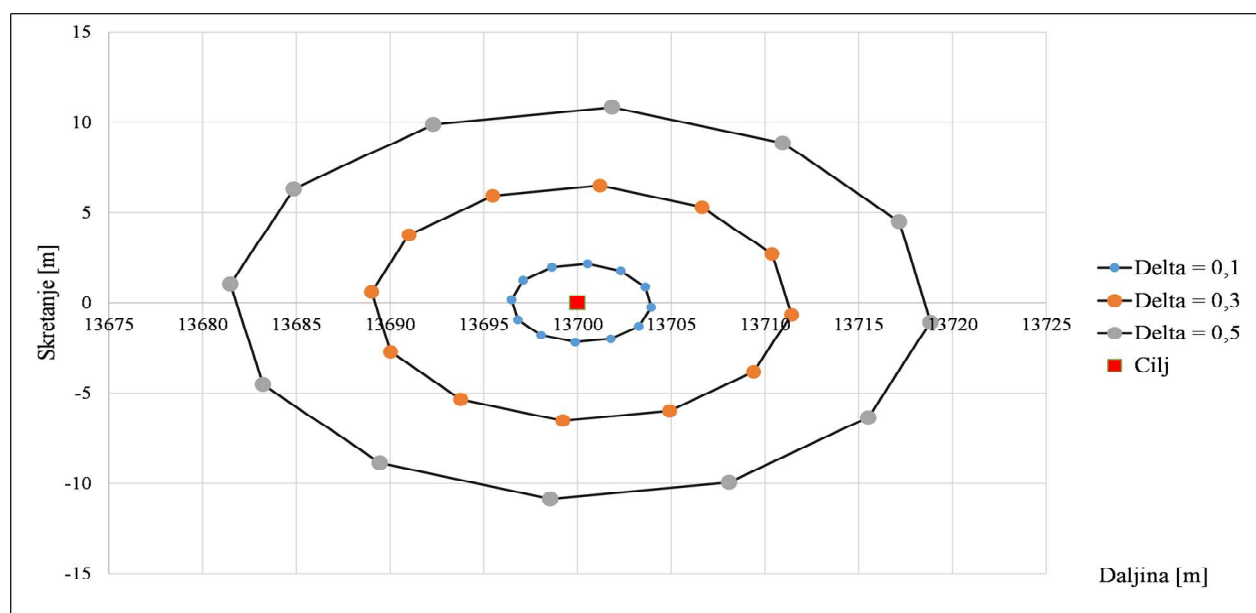 15
10
5
0
13675 13680 13685 13690 13695 13700 13705 13710 13715 13720 13725
-5
-10
-15
Skretanje [m]
Daljina [m]
Delta = 0,1
Delta = 0,3
Delta = 0,5
Cilj